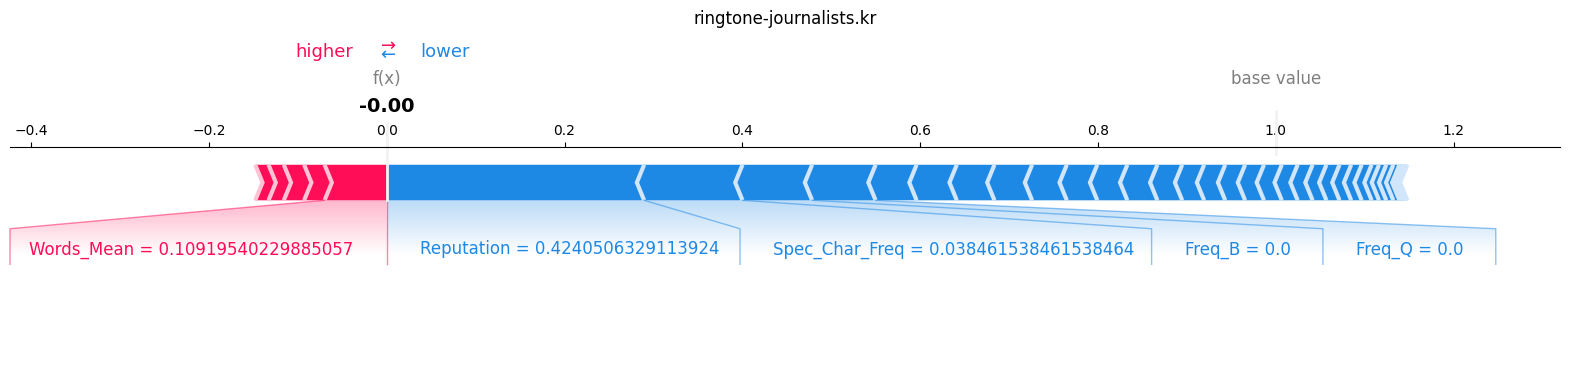 ringtone-journalists.kr
higher → ← lower
f(x) base value
-0.00
−0.4 −0.2 0.0 0.2 0.4 0.6 0.8 1.0 1.2
Words_Mean = 0.10919540229885057 Reputation = 0.4240506329113924 Spec_Char_Freq = 0.038461538461538464 Freq_B = 0.0 Freq_Q = 0.0